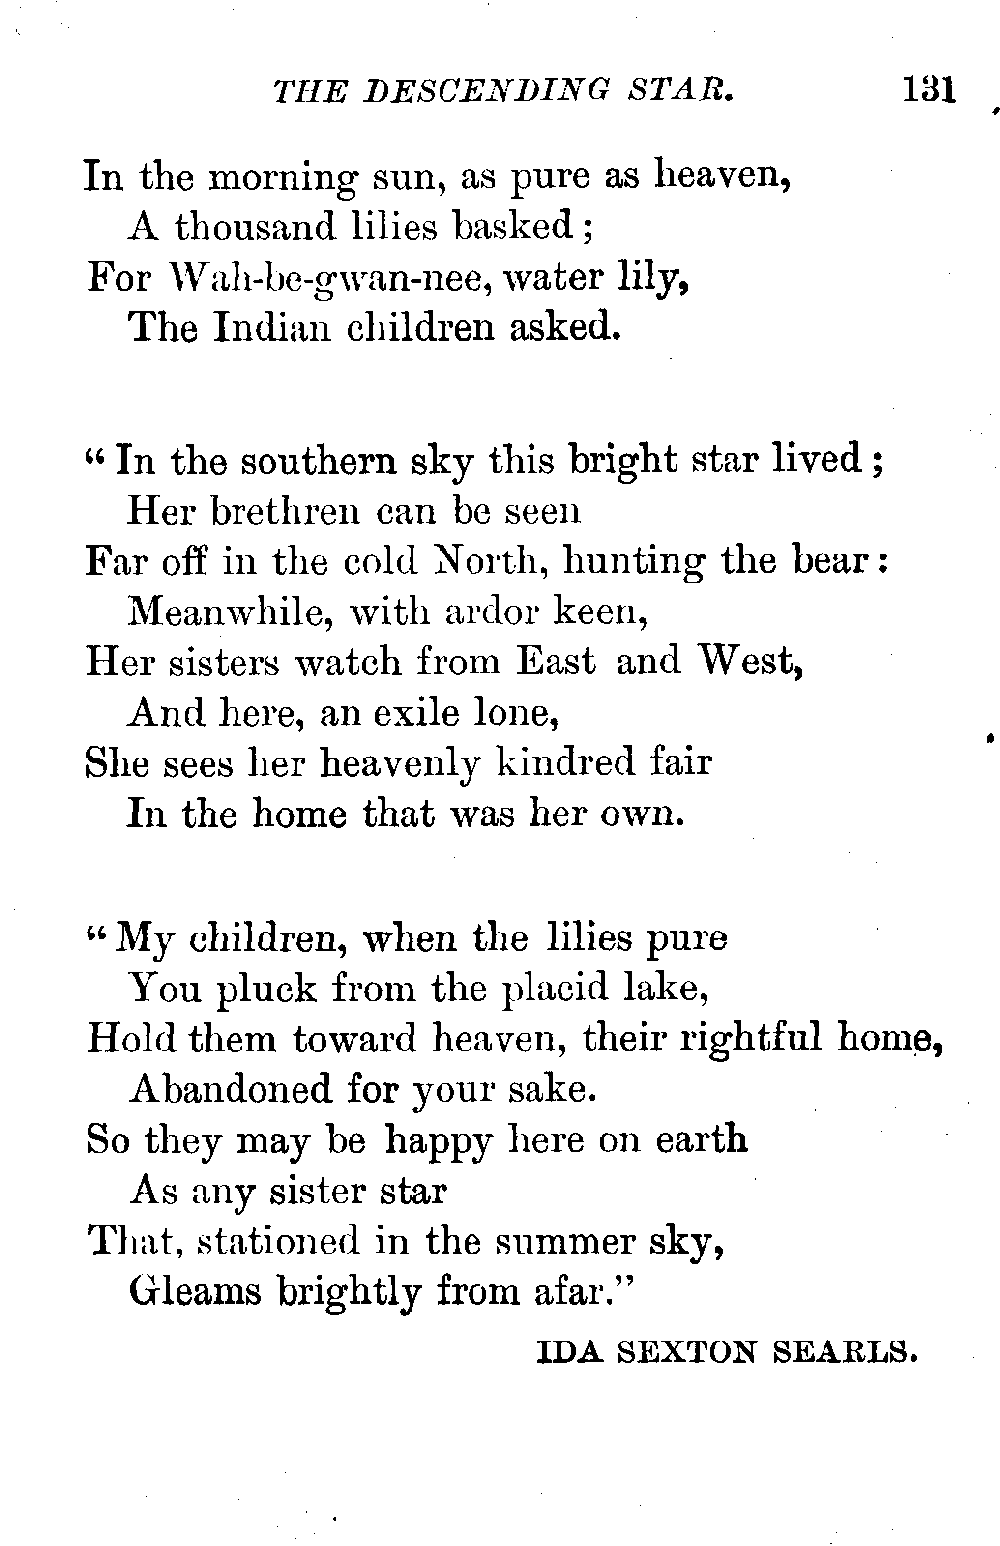 THE DESCENDING STAR. 131
In the morning sun, as pure as heaven,
A thousand lilies basked;
For Wah-be-gwan-nee, water lily,
The Indian children asked.
"In the southern sky this bright star lived;
Her brethren can be seen
Far off in the cold North, hunting the bear:
Meanwhile, with ardor keen,
Her sisters watch from East and West,
And here, an exile lone,
She sees her heavenly kindred fair
In the home that was her own.
"My children, when the lilies pure
You pluck from the placid lake,
Hold them toward heaven, their rightful home,
Abandoned for your sake.
So they may be happy here on earth
As any sister star
That, stationed in the summer sky,
Gleams brightly from afar."
IDA SEXTON SEARLS.